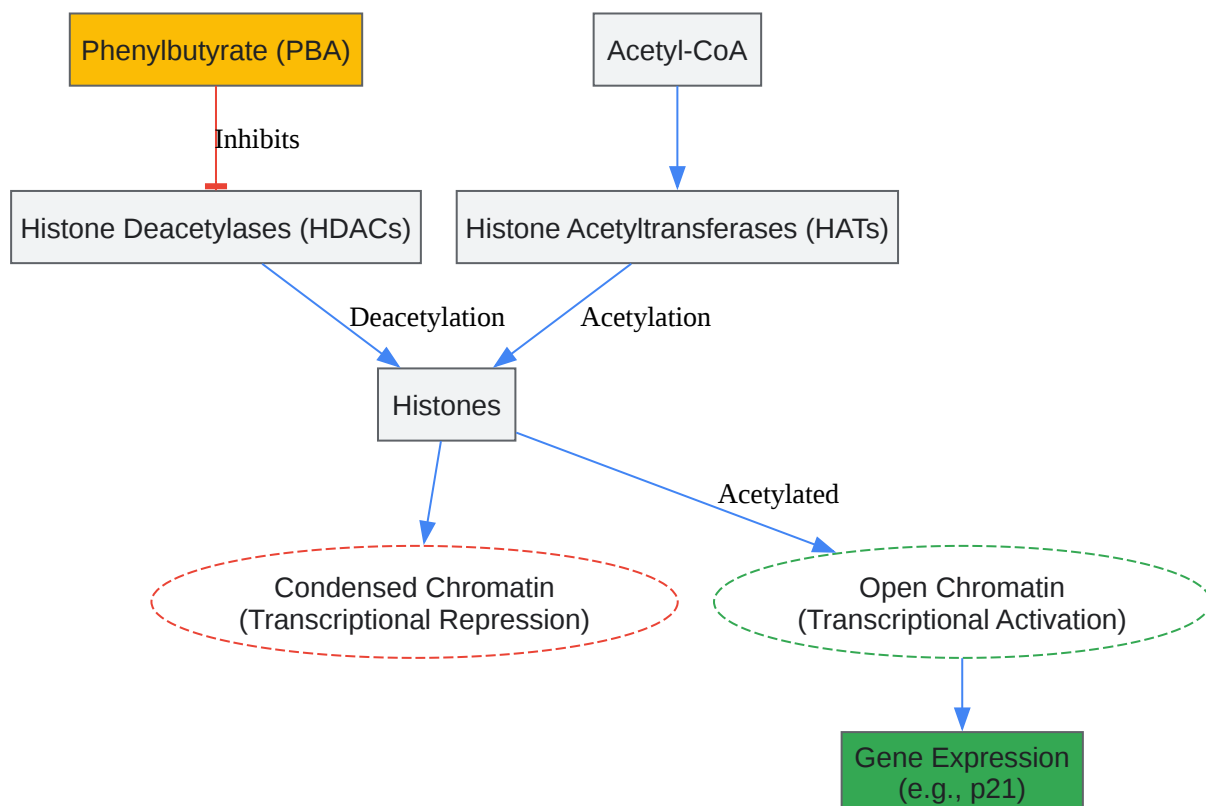 Phenylbutyrate (PBA)
Acetyl-CoA
Inhibits
Histone Deacetylases (HDACs)
Histone Acetyltransferases (HATs)
Deacetylation
Acetylation
Histones
Acetylated
Condensed Chromatin
(Transcriptional Repression)
Open Chromatin
(Transcriptional Activation)
Gene Expression
(e.g., p21)